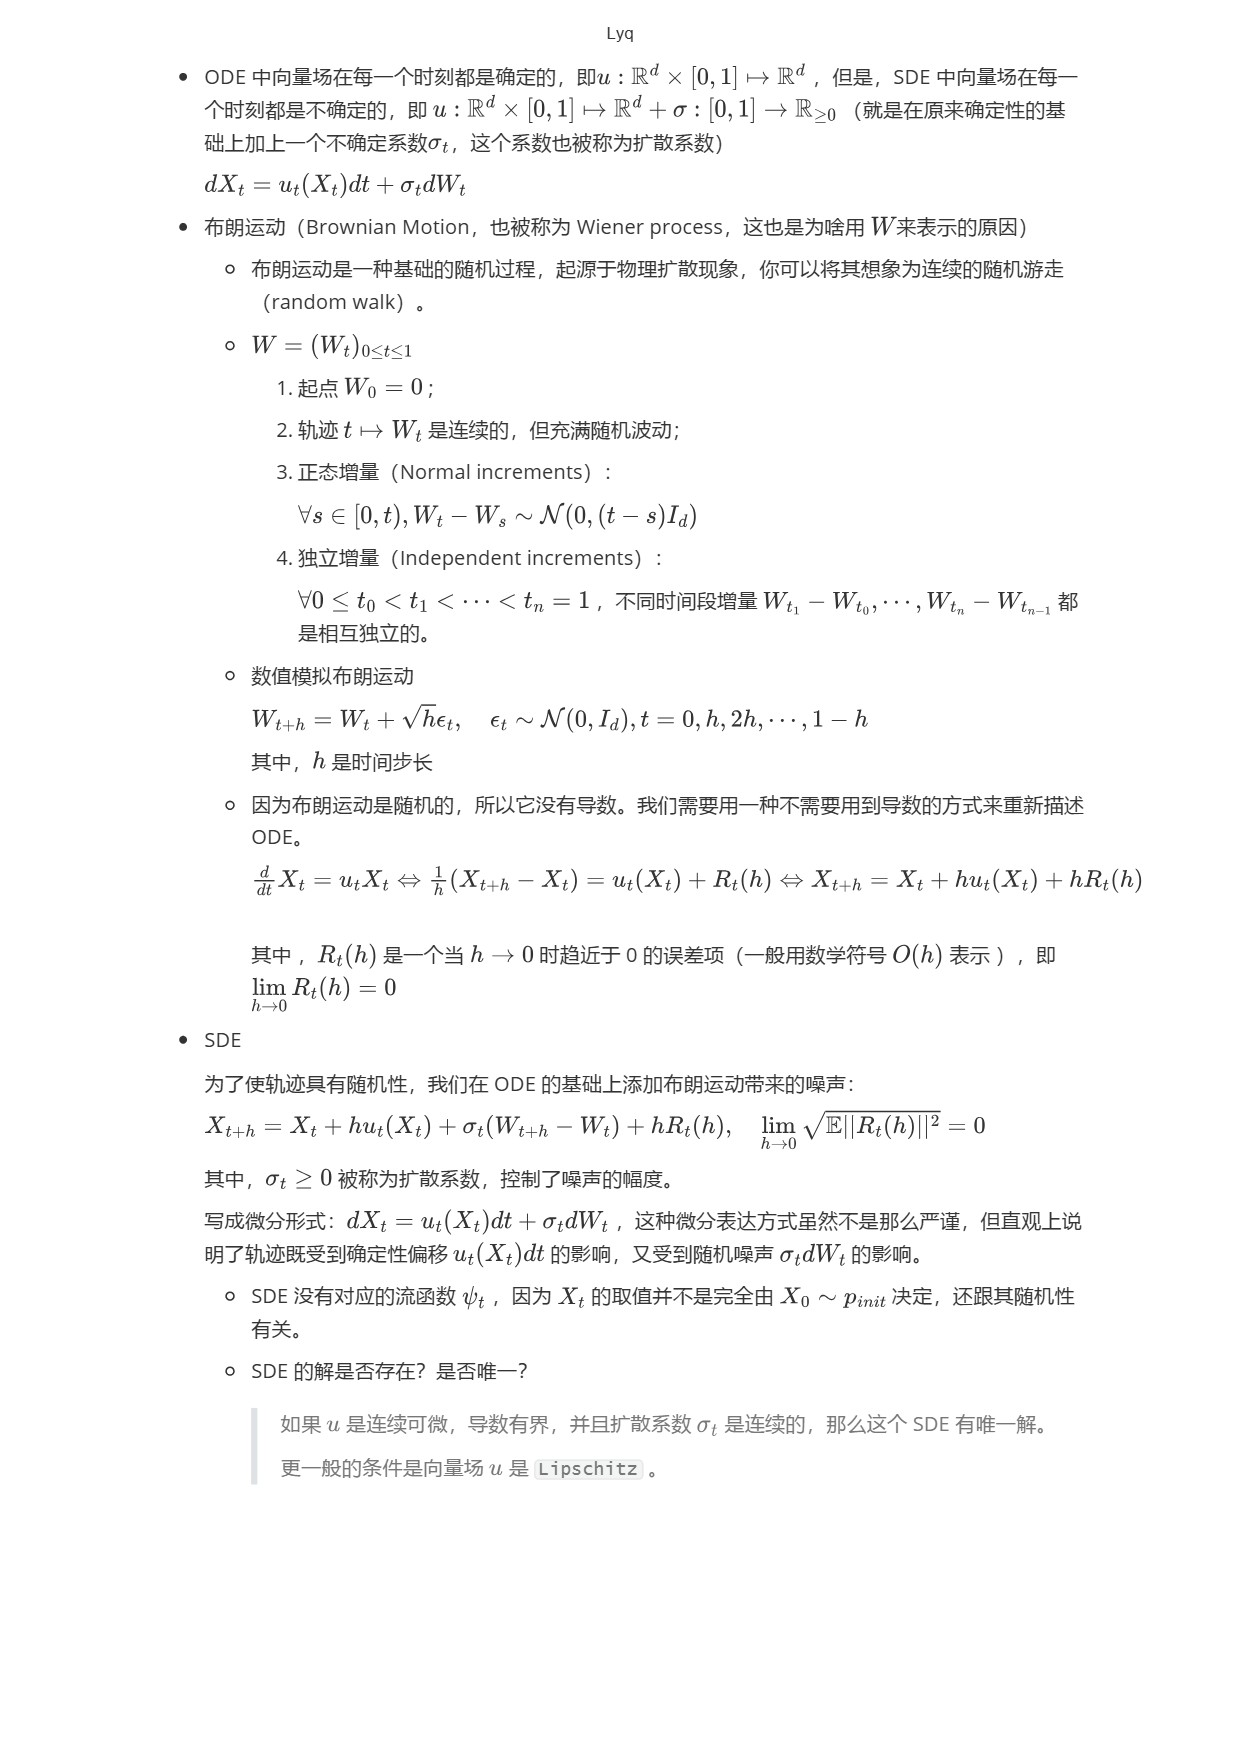 Lyq
• ODE 中向量场在每一个时刻都是确定的，即$u : \mathbb{R}^d \times [0, 1] \mapsto \mathbb{R}^d$ ，但是，SDE 中向量场在每一
个时刻都是不确定的，即 $u : \mathbb{R}^d \times [0, 1] \mapsto \mathbb{R}^d + \sigma : [0, 1] \to \mathbb{R}_{\geq 0}$ （就是在原来确定性的基
础上加上一个不确定系数$\sigma_t$，这个系数也被称为扩散系数）
$dX_t = u_t(X_t)dt + \sigma_t dW_t$
• 布朗运动（Brownian Motion，也被称为 Wiener process，这也是为啥用 $W$来表示的原因）
◦ 布朗运动是一种基础的随机过程，起源于物理扩散现象，你可以将其想象为连续的随机游走
（random walk）。
◦ $W = (W_t)_{0 \leq t \leq 1}$
1. 起点 $W_0 = 0$；
2. 轨迹 $t \mapsto W_t$ 是连续的，但充满随机波动；
3. 正态增量（Normal increments）：
$\forall s \in [0, t), W_t - W_s \sim \mathcal{N}(0, (t - s)I_d)$
4. 独立增量（Independent increments）：
$\forall 0 \leq t_0 < t_1 < \cdots < t_n = 1$ ，不同时间段增量 $W_{t_1} - W_{t_0}, \cdots, W_{t_n} - W_{t_{n-1}}$ 都
是相互独立的。
◦ 数值模拟布朗运动
$W_{t+h} = W_t + \sqrt{h}\epsilon_t, \quad \epsilon_t \sim \mathcal{N}(0, I_d), t = 0, h, 2h, \cdots, 1 - h$
其中，$h$ 是时间步长
◦ 因为布朗运动是随机的，所以它没有导数。我们需要用一种不需要用到导数的方式来重新描述
ODE。
$\frac{d}{dt}X_t = u_tX_t \Leftrightarrow \frac{1}{h}(X_{t+h} - X_t) = u_t(X_t) + R_t(h) \Leftrightarrow X_{t+h} = X_t + hu_t(X_t) + hR_t(h)$
其中 ，$R_t(h)$ 是一个当 $h \to 0$ 时趋近于 0 的误差项（一般用数学符号 $O(h)$ 表示 ），即
$\lim_{h \to 0} R_t(h) = 0$
• SDE
为了使轨迹具有随机性，我们在 ODE 的基础上添加布朗运动带来的噪声：
$X_{t+h} = X_t + hu_t(X_t) + \sigma_t(W_{t+h} - W_t) + hR_t(h), \quad \lim_{h \to 0} \sqrt{\mathbb{E}||R_t(h)||^2} = 0$
其中，$\sigma_t \geq 0$ 被称为扩散系数，控制了噪声的幅度。
写成微分形式：$dX_t = u_t(X_t)dt + \sigma_t dW_t$ ，这种微分表达方式虽然不是那么严谨，但直观上说
明了轨迹既受到确定性偏移 $u_t(X_t)dt$ 的影响，又受到随机噪声 $\sigma_t dW_t$ 的影响。
◦ SDE 没有对应的流函数 $\psi_t$ ，因为 $X_t$ 的取值并不是完全由 $X_0 \sim p_{init}$ 决定，还跟其随机性
有关。
◦ SDE 的解是否存在？是否唯一？
如果 $u$ 是连续可微，导数有界，并且扩散系数 $\sigma_t$ 是连续的，那么这个 SDE 有唯一解。
更一般的条件是向量场 $u$ 是 Lipschitz 。